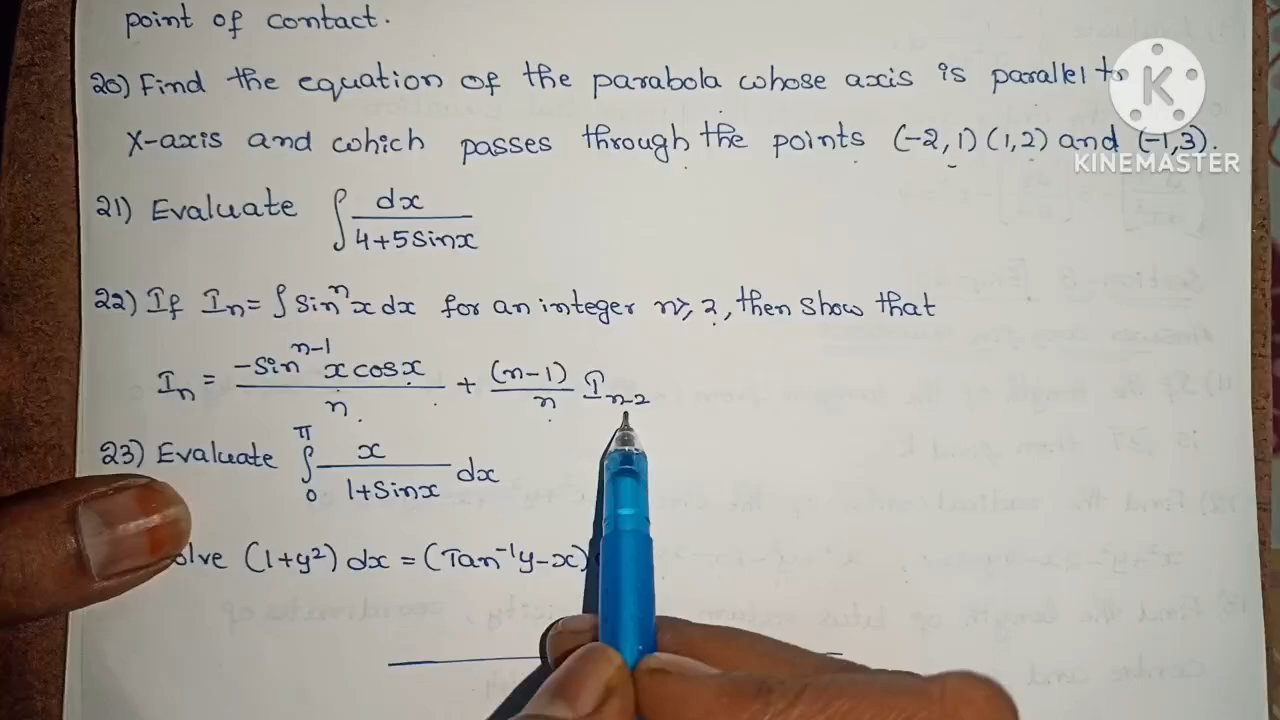 point of contact.
20) Find the equation of the parabola whose axis is parallel to
X-axis and which passes through the points (-2,1) (1,2) and (-1,3).
KINEMASTER
21) Evaluate ∫ dx / 4+5Sinx
22) If Iₙ = ∫ Sinⁿx dx for an integer n ≥ 2, then show that
Iₙ = -Sinⁿ⁻¹x cosx / n + (n-1) / n Iₙ₋₂
23) Evaluate ∫₀^π x / 1+Sinx dx
(1+y²) dx = (Tan⁻¹y-x)